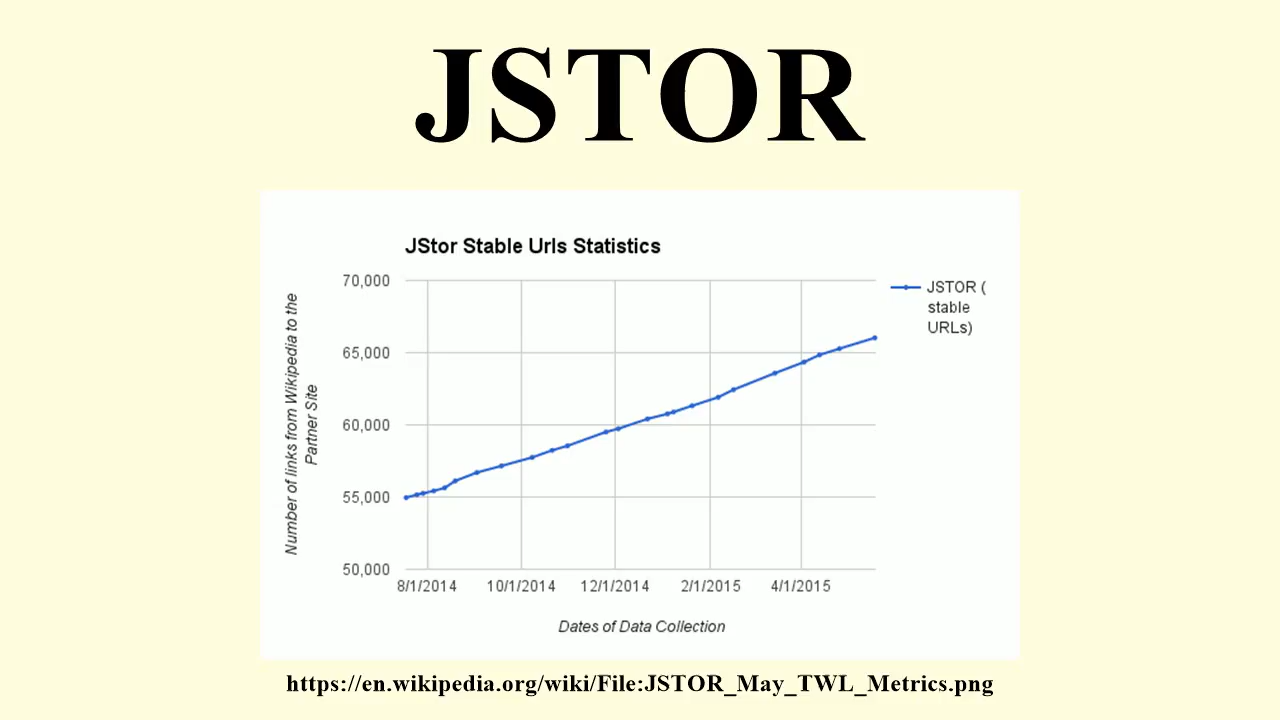 JSTOR
JStor Stable Urls Statistics
70,000
65,000
60,000
55,000
50,000
Number of links from Wikipedia to the
Partner Site
JSTOR (
stable
URLs)
8/1/2014 10/1/2014 12/1/2014 2/1/2015 4/1/2015
Dates of Data Collection
https://en.wikipedia.org/wiki/File:JSTOR_May_TWL_Metrics.png